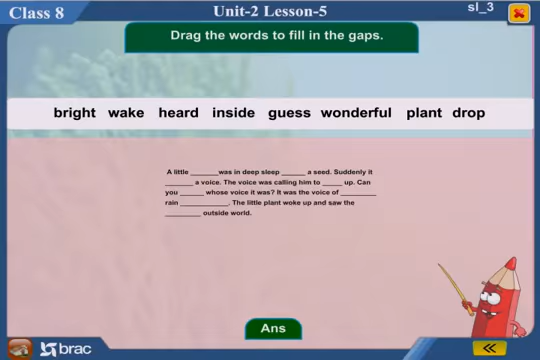 Class 8
Unit-2 Lesson-5
sl_3
Drag the words to fill in the gaps.
bright wake heard inside guess wonderful plant drop
A little _______was in deep sleep ______ a seed. Suddenly it
_______ a voice. The voice was calling him to _____ up. Can
you ______ whose voice it was? It was the voice of _________
rain ____________. The little plant woke up and saw the
_________ outside world.
Ans
brac